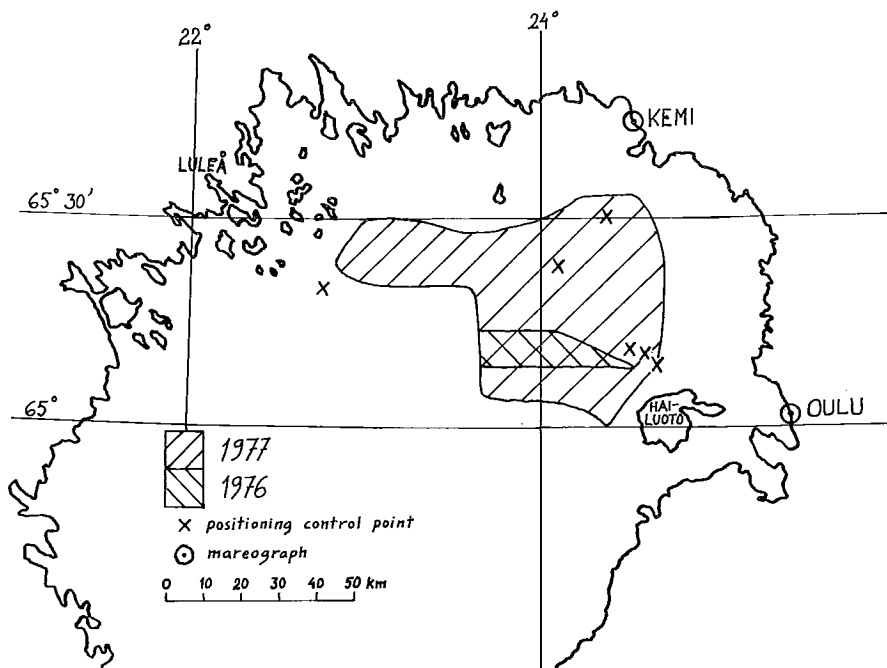 22°
24°
KEMI
LULEÅ
65° 30'
65°
HAI-
LUOTO
OULU
1977
1976
× positioning control point
⊙ mareograph
0 10 20 30 40 50 km